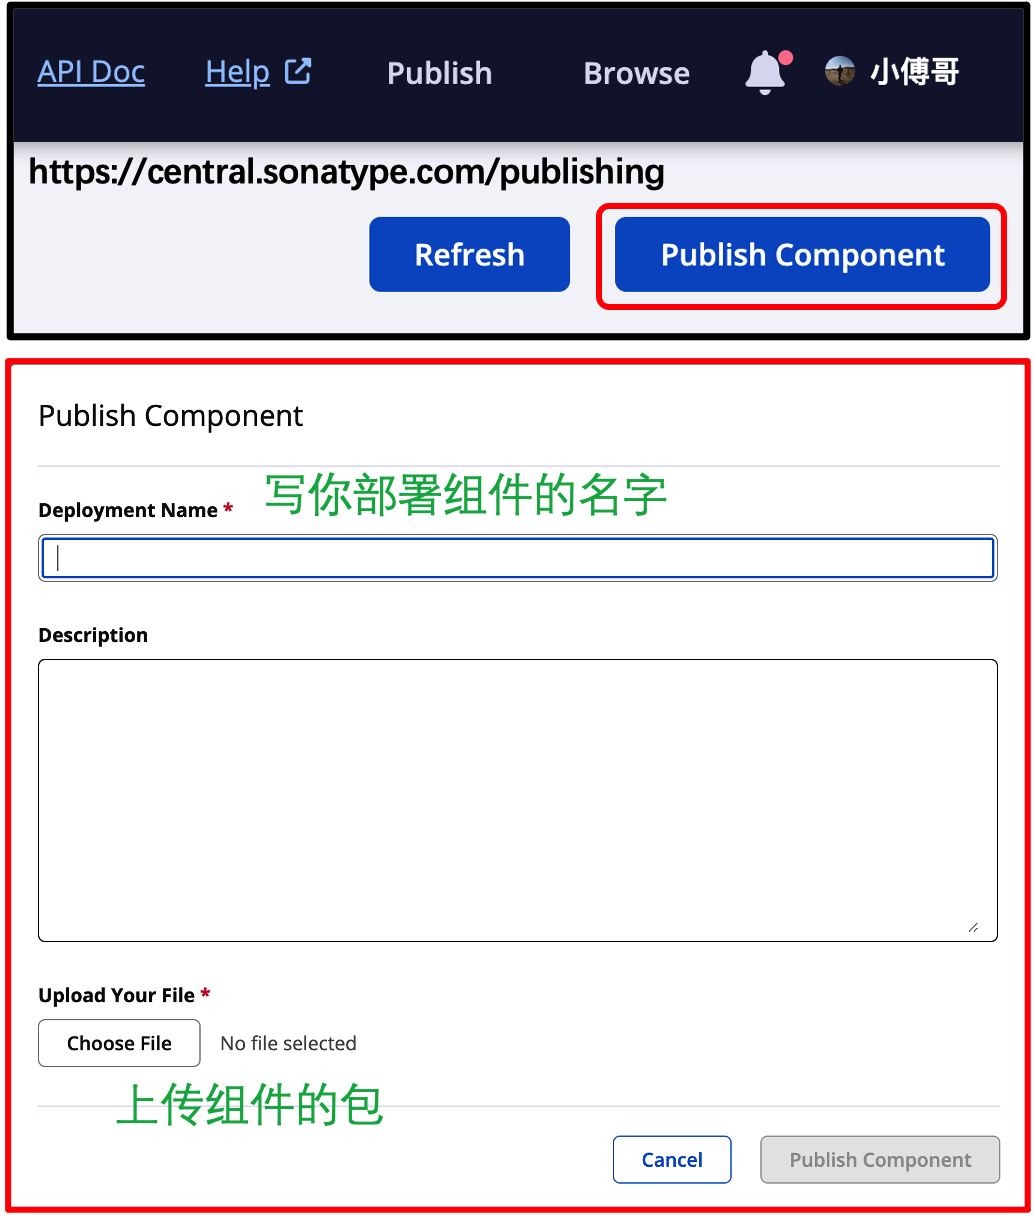 API Doc Help Publish Browse 小傅哥
https://central.sonatype.com/publishing
Refresh Publish Component
Publish Component
写你部署组件的名字
Deployment Name *
Description
Upload Your File *
Choose File No file selected
上传组件的包
Cancel Publish Component